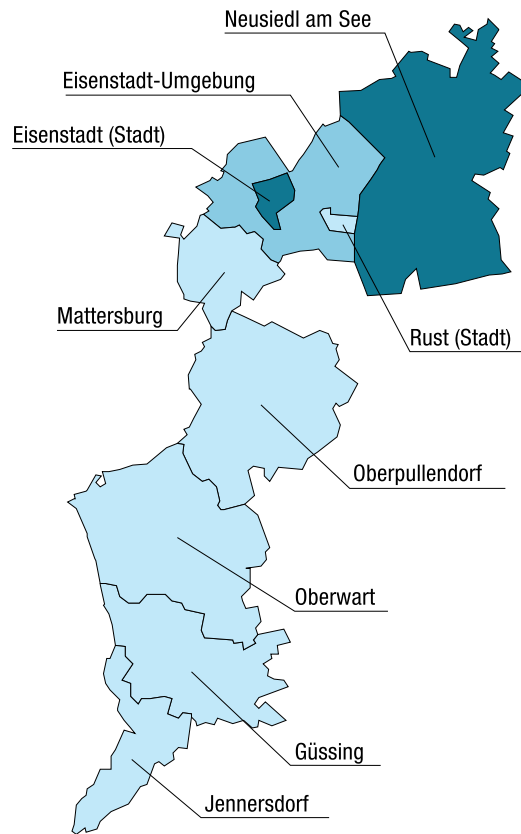 Neusiedl am See
Eisenstadt-Umgebung
Eisenstadt (Stadt)
Mattersburg
Rust (Stadt)
Oberpullendorf
Oberwart
Güssing
Jennersdorf